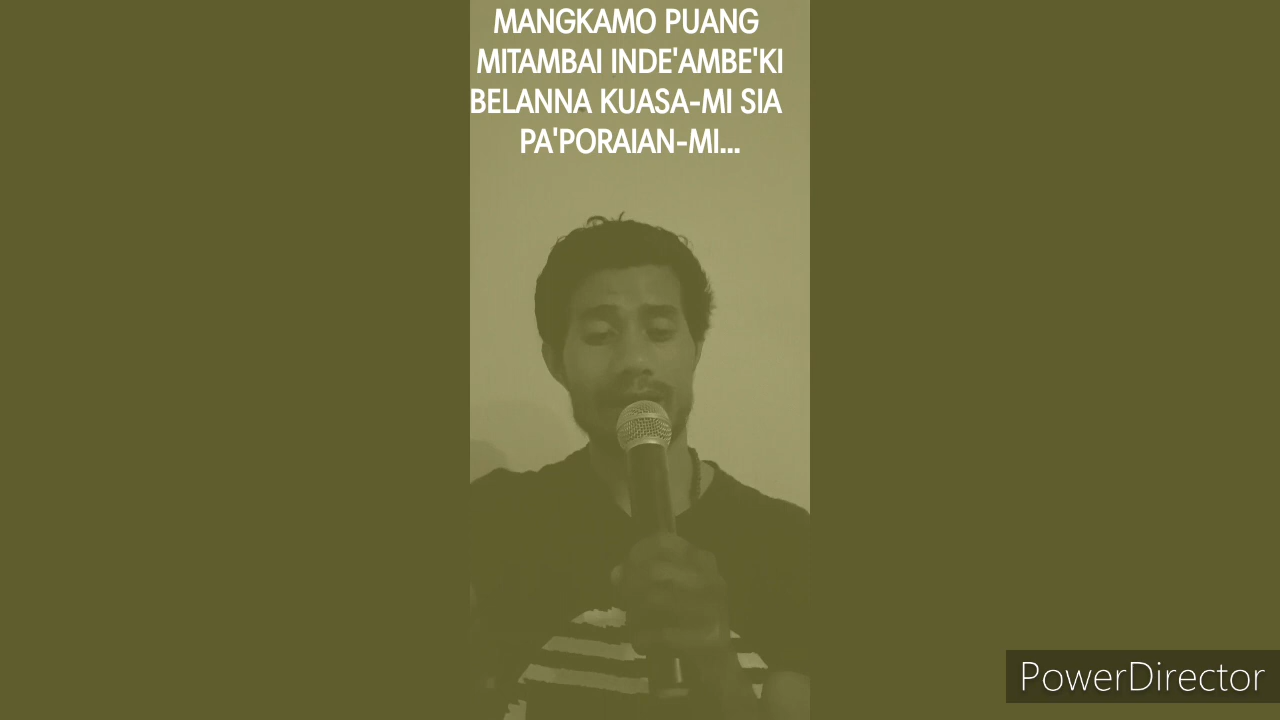 MANGKAMO PUANG
MITAMBAI INDE'AMBE'KI
BELANNA KUASA-MI SIA
PA'PORAIAN-MI...
PowerDirector